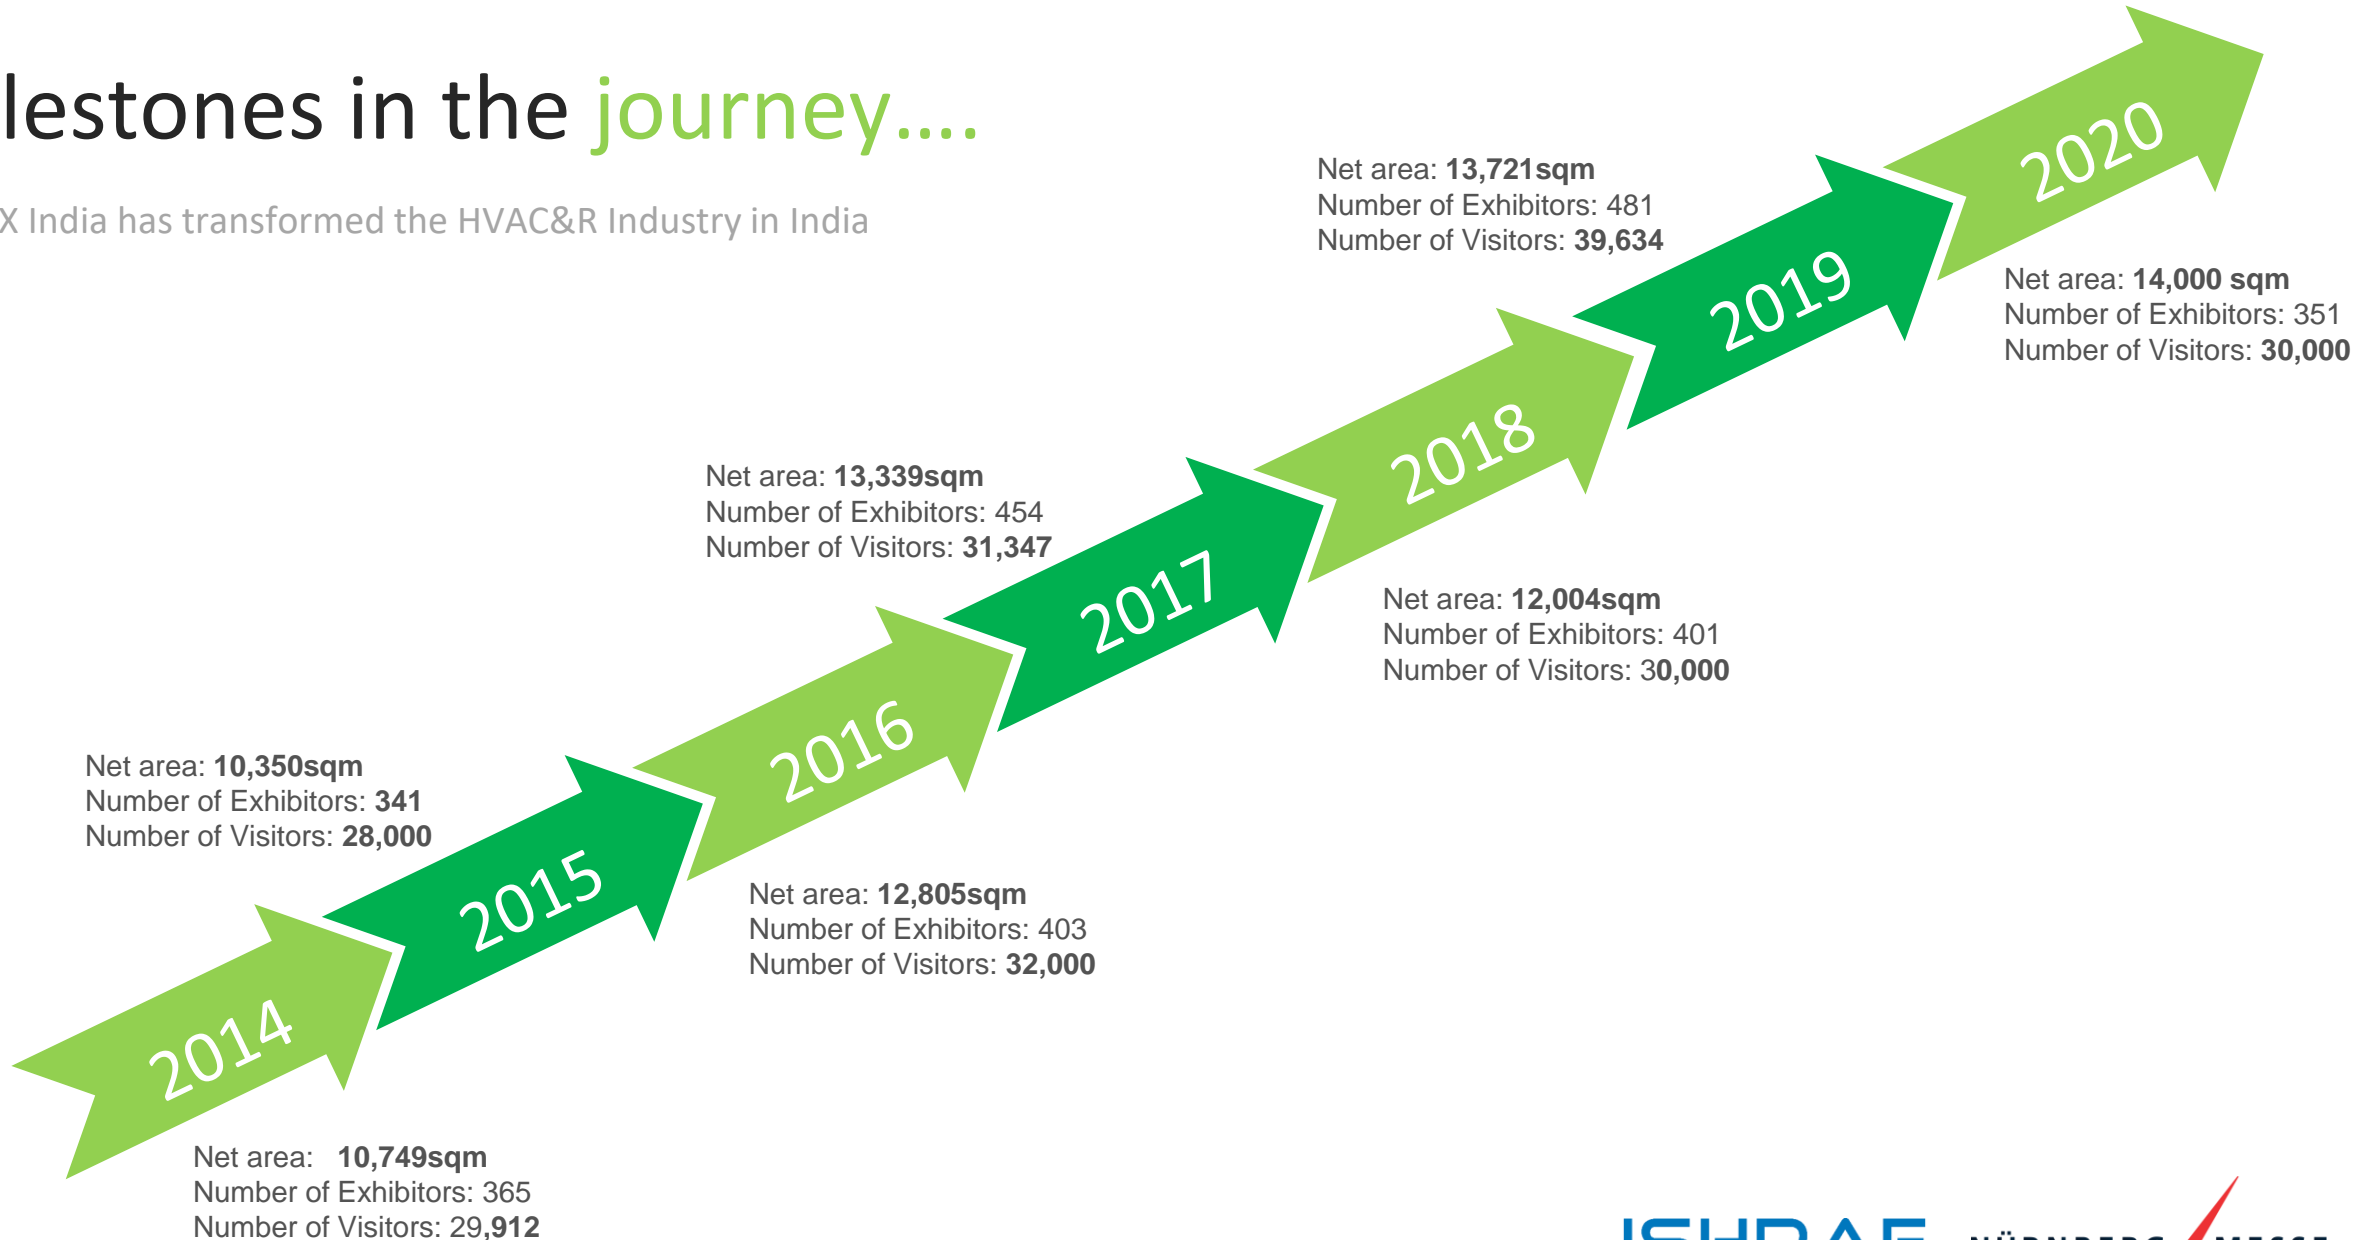 lestones in the journey....
X India has transformed the HVAC&R Industry in India
2020
Net area: 13,721sqm
Number of Exhibitors: 481
Number of Visitors: 39,634
2019
Net area: 14,000 sqm
Number of Exhibitors: 351
Number of Visitors: 30,000
2018
Net area: 13,339sqm
Number of Exhibitors: 454
Number of Visitors: 31,347
2017
Net area: 12,004sqm
Number of Exhibitors: 401
Number of Visitors: 30,000
2016
Net area: 10,350sqm
Number of Exhibitors: 341
Number of Visitors: 28,000
2015
Net area: 12,805sqm
Number of Exhibitors: 403
Number of Visitors: 32,000
2014
Net area: 10,749sqm
Number of Exhibitors: 365
Number of Visitors: 29,912
ISHRAE
NÜRNBERG MESSE